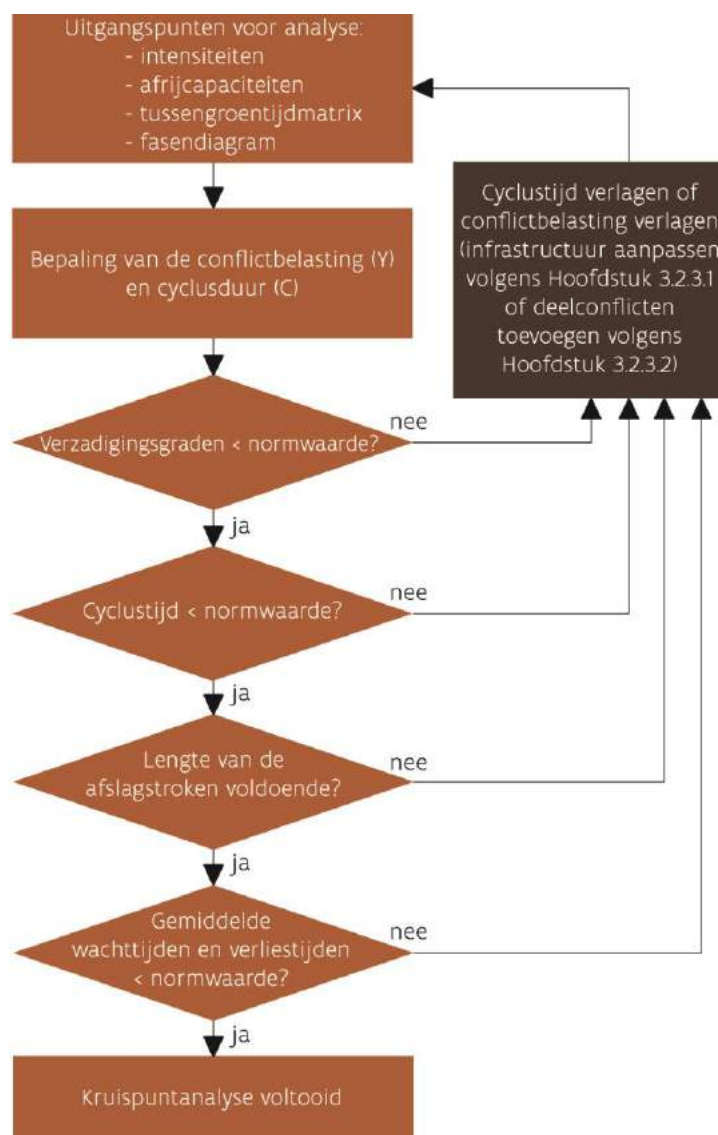 Uitgangspunten voor analyse:
- intensiteiten
- afrijcapaciteiten
- tussengroentijdmatrix
- fasendiagram
Cyclustijd verlagen of
conflictbelasting verlagen
(infrastructuur aanpassen
volgens Hoofdstuk 3.2.3.1
of deelconflicten
toevoegen volgens
Hoofdstuk 3.2.3.2)
Bepaling van de conflictbelasting (Y)
en cyclusduur (C)
Verzadigingsgraden < normwaarde?
nee
ja
Cyclustijd < normwaarde?
nee
ja
Lengte van de
afslagstroken voldoende?
nee
ja
Gemiddelde
wachttijden en verliestijden
< normwaarde?
nee
ja
Kruispuntanalyse voltooid